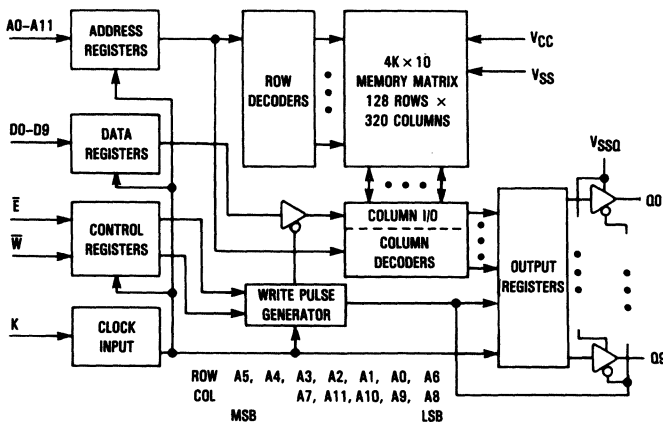 A0-A11
ADDRESS
REGISTERS
ROW
DECODERS
4K × 10
MEMORY MATRIX
128 ROWS ×
320 COLUMNS
VCC
VSS
D0-D9
DATA
REGISTERS
VSSQ
E̅
W̅
CONTROL
REGISTERS
COLUMN I/O
COLUMN
DECODERS
OUTPUT
REGISTERS
Q0
WRITE PULSE
GENERATOR
K
CLOCK
INPUT
Q9
ROW A5, A4, A3, A2, A1, A0, A6
COL A7, A11, A10, A9, A8
MSB LSB